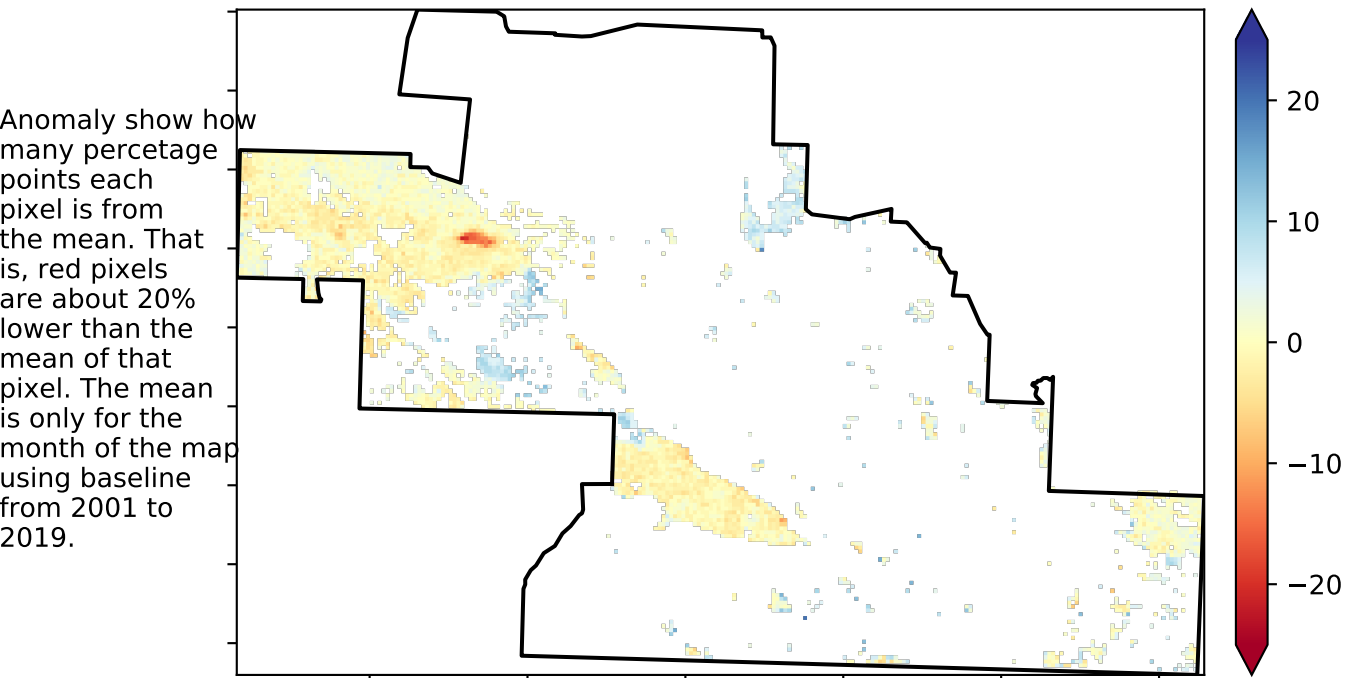 Anomaly show how
many percetage
points each
pixel is from
the mean. That
is, red pixels
are about 20%
lower than the
mean of that
pixel. The mean
is only for the
month of the map
using baseline
from 2001 to
2019.
20
10
0
−10
−20